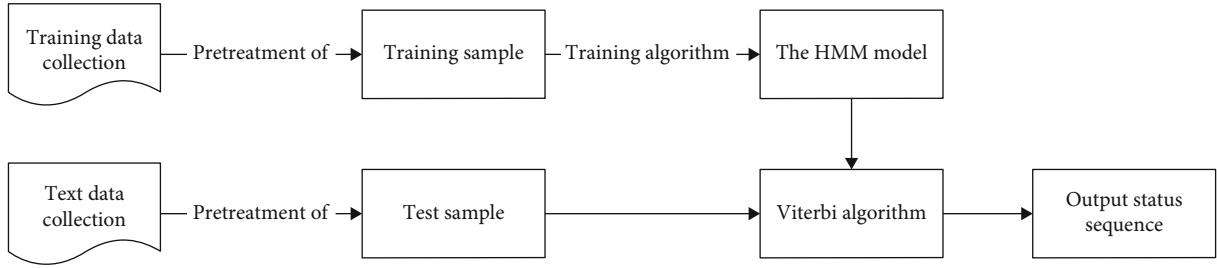 Training data
collection
Pretreatment of
Training sample
Training algorithm
The HMM model
Text data
collection
Pretreatment of
Test sample
Viterbi algorithm
Output status
sequence